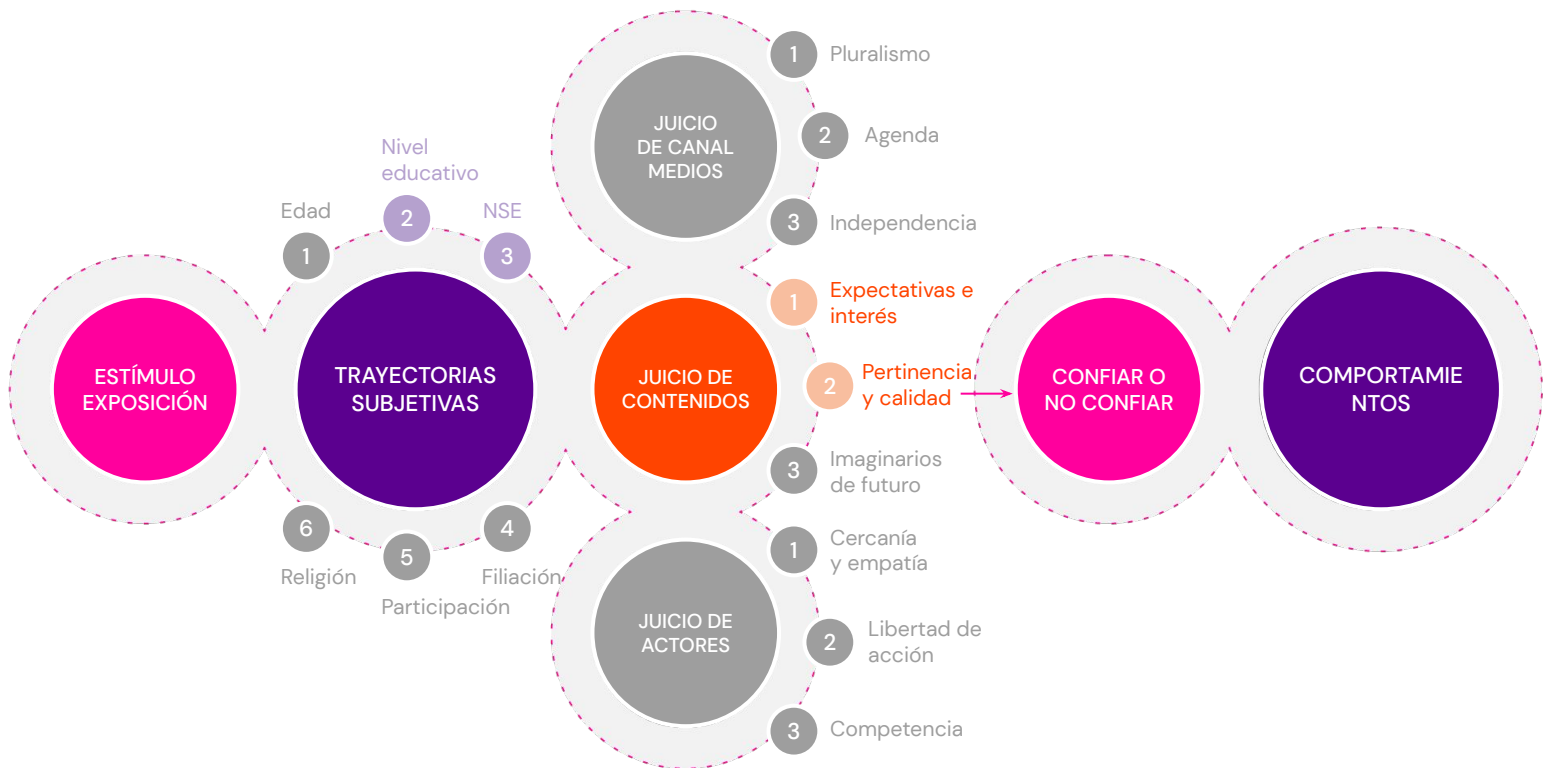 ESTÍMULO
EXPOSICIÓN
TRAYECTORIAS
SUBJETIVAS
1
Edad
2
Nivel
educativo
3
NSE
4
Filiación
5
Participación
6
Religión
JUICIO
DE CANAL
MEDIOS
1
Pluralismo
2
Agenda
3
Independencia
JUICIO DE
CONTENIDOS
1
Expectativas e
interés
2
Pertinencia
y calidad
3
Imaginarios
de futuro
JUICIO DE
ACTORES
1
Cercanía
y empatía
2
Libertad de
acción
3
Competencia
CONFIAR O
NO CONFIAR
COMPORTAMIE
NTOS